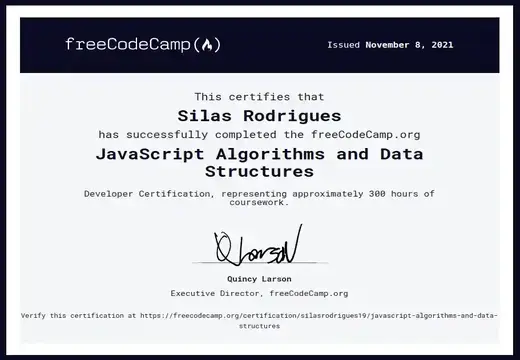 freeCodeCamp
Issued November 8, 2021
This certifies that
Silas Rodrigues
has successfully completed the freeCodeCamp.org
JavaScript Algorithms and Data
Structures
Developer Certification, representing approximately 300 hours of
coursework.
Q Larson
Quincy Larson
Executive Director, freeCodeCamp.org
Verify this certification at https://freecodecamp.org/certification/silasrodrigues19/javascript-algorithms-and-data-
structures